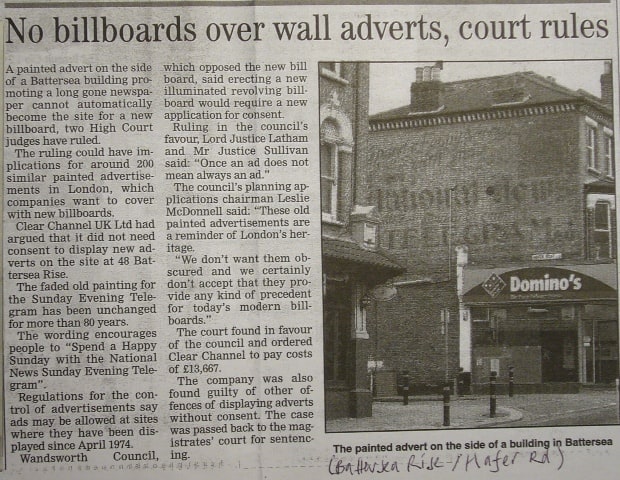 No billboards over wall adverts, court rules
A painted advert on the side
of a Battersea building pro-
moting a long gone newspa-
per cannot automatically
become the site for a new
billboard, two High Court
judges have ruled.
The ruling could have im-
plications for around 200
similar painted advertise-
ments in London, which
companies want to cover
with new billboards.
Clear Channel UK Ltd had
argued that it did not need
consent to display new ad-
verts on the site at 48 Bat-
tersea Rise.
The faded old painting for
the Sunday Evening Tele-
gram has been unchanged
for more than 80 years.
The wording encourages
people to "Spend a Happy
Sunday with the National
News Sunday Evening Tele-
gram".
Regulations for the con-
trol of advertisements say
ads may be allowed at sites
where they have been dis-
played since April 1974.
Wandsworth Council,
which opposed the new bill
board, said erecting a new
illuminated revolving bill-
board would require a new
application for consent.
Ruling in the council's
favour, Lord Justice Latham
and Mr Justice Sullivan
said: "Once an ad does not
mean always an ad."
The council's planning ap-
plications chairman Leslie
McDonnell said: "These old
painted advertisements are
a reminder of London's her-
itage.
"We don't want them ob-
scured and we certainly
don't accept that they pro-
vide any kind of precedent
for today's modern bill-
boards."
The court found in favour
of the council and ordered
Clear Channel to pay costs
of £13,667.
The company was also
found guilty of other of-
fences of displaying adverts
without consent. The case
was passed back to the mag-
istrates' court for sentenc-
ing.
Domino's
The painted advert on the side of a building in Battersea
(Battersea Rise / Hafer Rd)